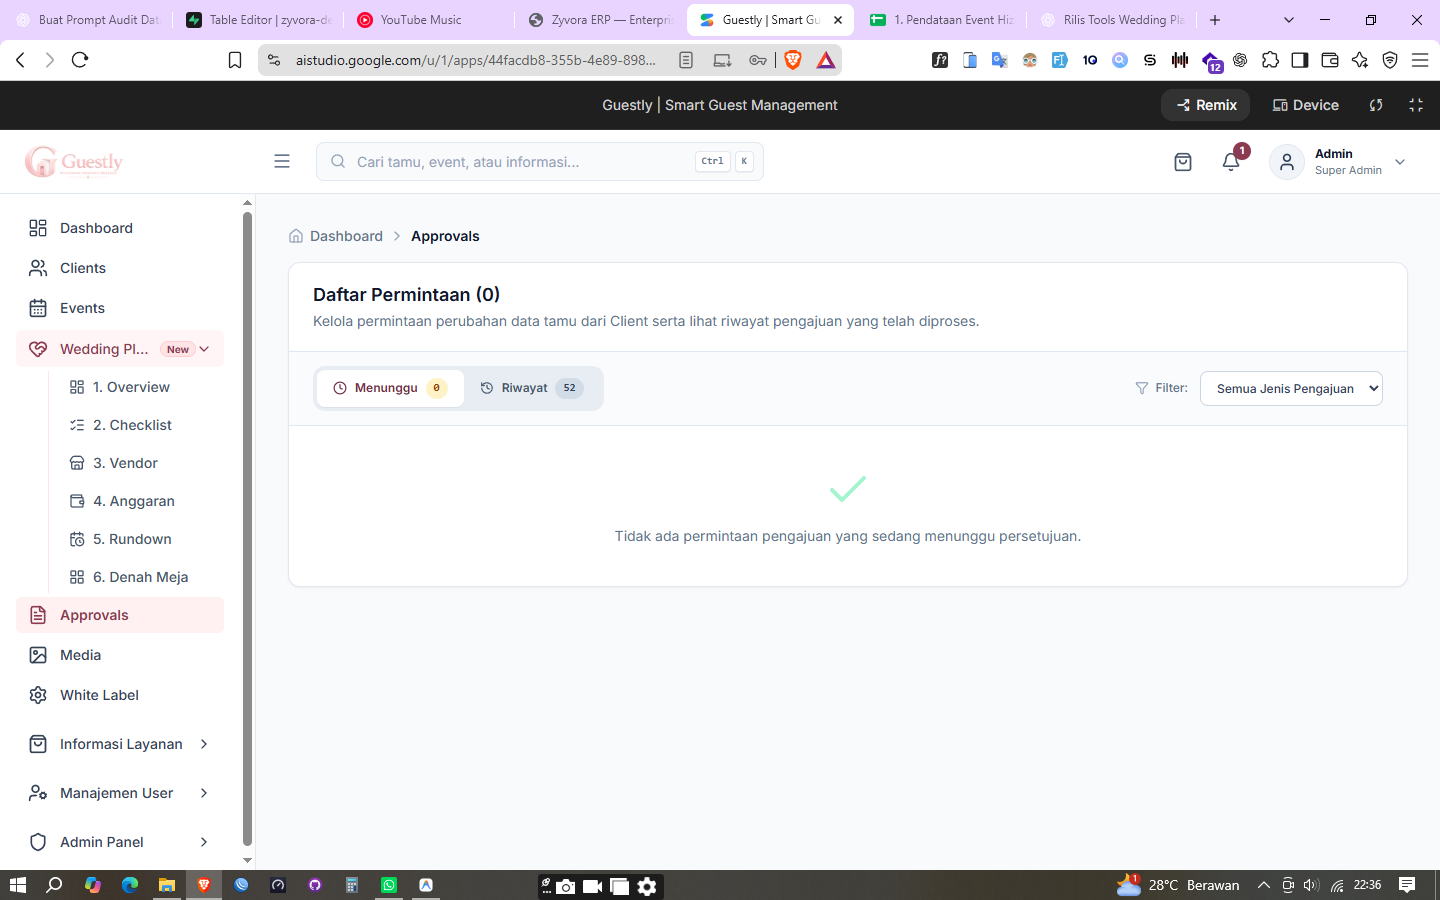 Buat Prompt Audit Dat
Table Editor | zyvora-de
YouTube Music
Zyvora ERP — Enterpris
Guestly | Smart Gu
1. Pendataan Event Hiz
Rilis Tools Wedding Pla
aistudio.google.com/u/1/apps/44facdb8-355b-4e89-898...
12
Guestly | Smart Guest Management
Remix
Device
Guestly
Cari tamu, event, atau informasi...
Ctrl
K
1
Admin
Super Admin
Dashboard
Clients
Events
Wedding Pl...
New
1. Overview
2. Checklist
3. Vendor
4. Anggaran
5. Rundown
6. Denah Meja
Approvals
Media
White Label
Informasi Layanan
Manajemen User
Admin Panel
Dashboard
Approvals
Daftar Permintaan (0)
Kelola permintaan perubahan data tamu dari Client serta lihat riwayat pengajuan yang telah diproses.
Menunggu 0
Riwayat 52
Filter:
Semua Jenis Pengajuan
Tidak ada permintaan pengajuan yang sedang menunggu persetujuan.
1
28°C Berawan
22:36